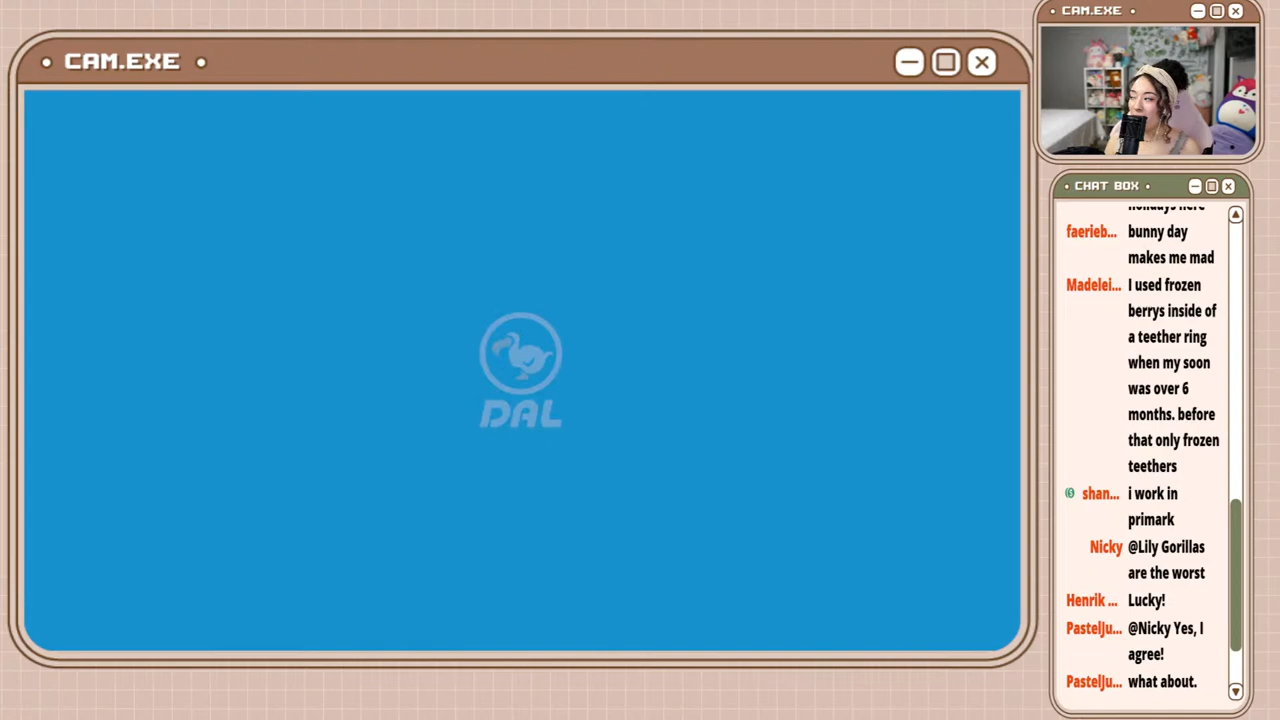 CAM.EXE
DAL
CAM.EXE
CHAT BOX
holidays here
faerieb... bunny day
makes me mad
Madelei... I used frozen
berrys inside of
a teether ring
when my soon
was over 6
months. before
that only frozen
teethers
shan... i work in
primark
Nicky @Lily Gorillas
are the worst
Henrik ... Lucky!
PastelJu... @Nicky Yes, I
agree!
PastelJu... what about.